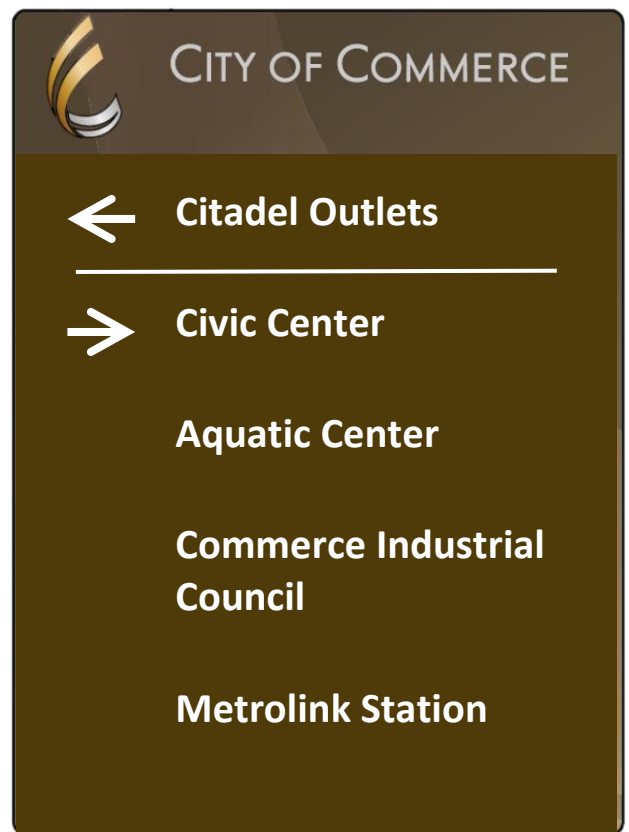 CITY OF COMMERCE
Citadel Outlets
Civic Center
Aquatic Center
Commerce Industrial
Council
Metrolink Station